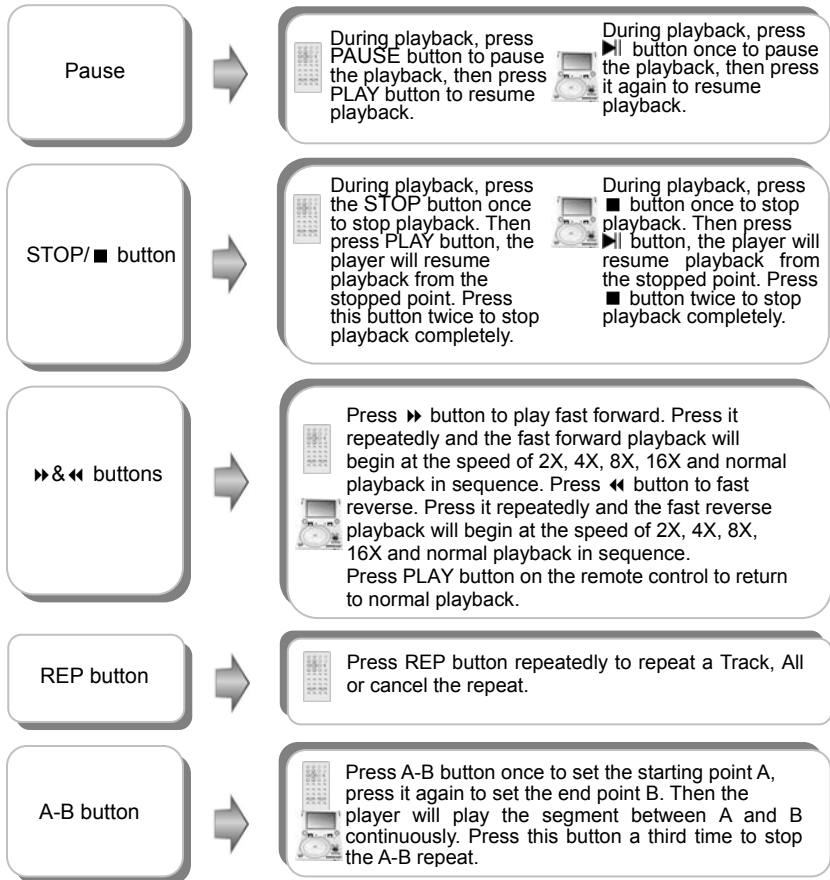 Pause
During playback, press
PAUSE button to pause
the playback, then press
PLAY button to resume
playback.
During playback, press
▶|| button once to pause
the playback, then press
it again to resume
playback.
STOP/ ■ button
During playback, press
the STOP button once
to stop playback. Then
press PLAY button, the
player will resume
playback from the
stopped point. Press
this button twice to stop
playback completely.
During playback, press
■ button once to stop
playback. Then press
▶|| button, the player will
resume playback from
the stopped point. Press
■ button twice to stop
playback completely.
▶▶&◀◀ buttons
Press ▶▶ button to play fast forward. Press it
repeatedly and the fast forward playback will
begin at the speed of 2X, 4X, 8X, 16X and normal
playback in sequence. Press ◀◀ button to fast
reverse. Press it repeatedly and the fast reverse
playback will begin at the speed of 2X, 4X, 8X,
16X and normal playback in sequence.
Press PLAY button on the remote control to return
to normal playback.
REP button
Press REP button repeatedly to repeat a Track, All
or cancel the repeat.
A-B button
Press A-B button once to set the starting point A,
press it again to set the end point B. Then the
player will play the segment between A and B
continuously. Press this button a third time to stop
the A-B repeat.